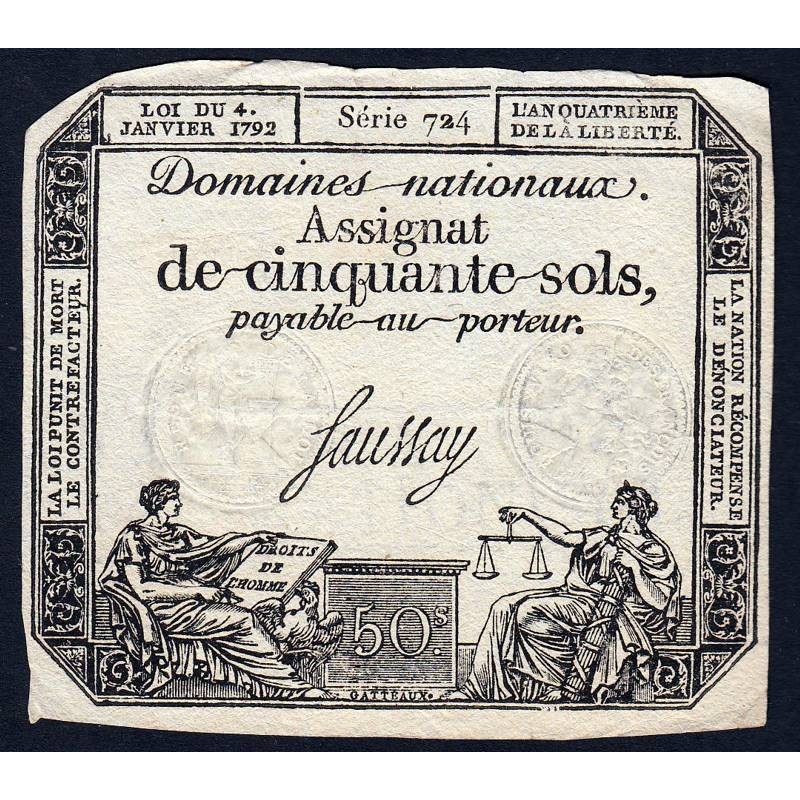 LOI DU 4.
JANVIER 1792
Série 724
L'AN QUATRIÈME
DE LA LIBERTÉ.
Domaines nationaux.
Assignat
de cinquante sols,
payable au porteur.
LA LOI PUNIT DE MORT
LE CONTREFACTEUR.
LA NATION RÉCOMPENSE
LE DÉNONCIATEUR.
Saussay
DROITS
DE
L'HOMME
50.s
GATTEAUX.